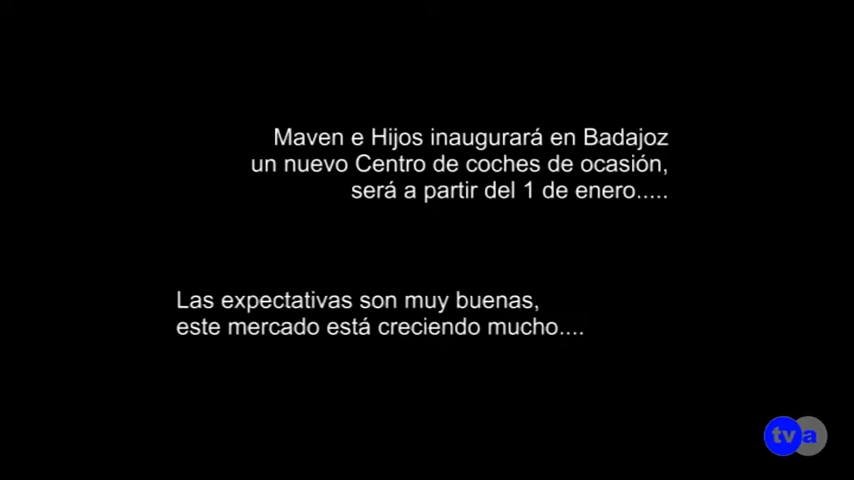 Maven e Hijos inaugurará en Badajoz
un nuevo Centro de coches de ocasión,
será a partir del 1 de enero.....
Las expectativas son muy buenas,
este mercado está creciendo mucho....
tva